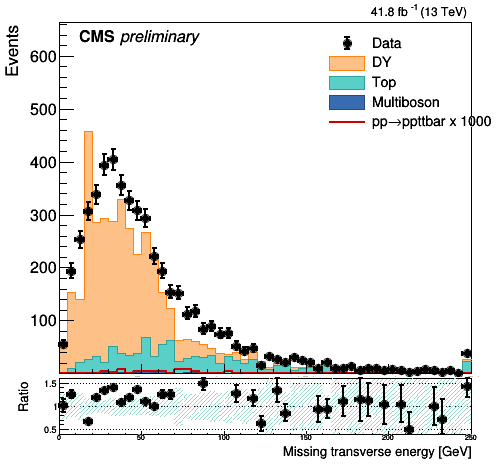 41.8 fb⁻¹ (13 TeV)
CMS preliminary
Events
Data
DY
Top
Multiboson
pp→ppttbar x 1000
600
500
400
300
200
100
Ratio
1.5
1.0
0.5
0 50 100 150 200 250
Missing transverse energy [GeV]